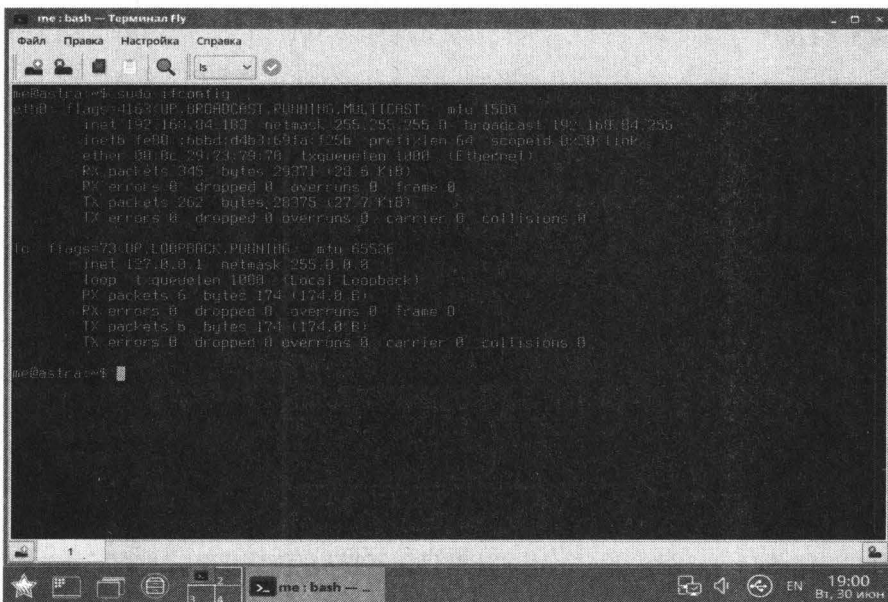 me : bash — Терминал Fly
Файл Правка Настройка Справка
ls
me@astra:~$ sudo ifconfig
eth0: flags=4163<UP,BROADCAST,RUNNING,MULTICAST> mtu 1500
inet 192.168.84.183 netmask 255.255.255.0 broadcast 192.168.84.255
inet6 prefixlen 64 scopeid 0x20<link>
ether 00:0c:29:23:79:78 txqueuelen 1000 (Ethernet)
RX packets 345 bytes 29371 (28.6 KiB)
RX errors 0 dropped 0 overruns 0 frame 0
TX packets 262 bytes 28375 (27.7 KiB)
TX errors 0 dropped 0 overruns 0 carrier 0 collisions 0
lo: flags=73<UP,LOOPBACK,RUNNING> mtu 65536
inet 127.0.0.1 netmask 255.0.0.0
loop txqueuelen 1000 (Local Loopback)
RX packets 6 bytes 174 (174.0 B)
RX errors 0 dropped 0 overruns 0 frame 0
TX packets 6 bytes 174 (174.0 B)
TX errors 0 dropped 0 overruns 0 carrier 0 collisions 0
me@astra:~$
1
2
3 4
me : bash — ...
EN
19:00
Вт, 30 июн